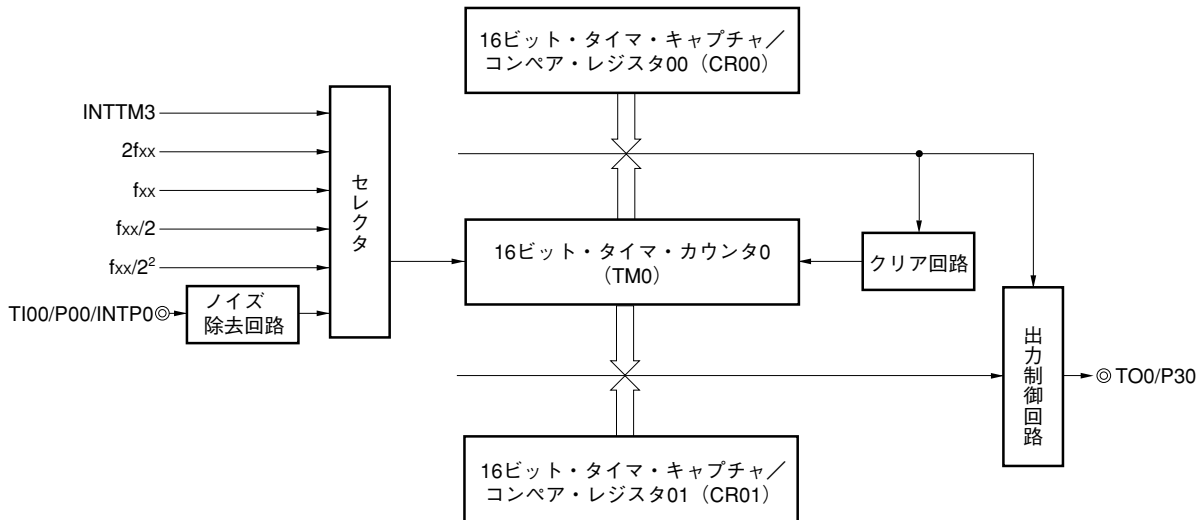 16ビット・タイマ・キャプチャ／
コンペア・レジスタ00（CR00）
INTTM3
2fxx
fxx
fxx/2
fxx/2²
TI00/P00/INTP0
ノイズ
除去回路
セレクタ
16ビット・タイマ・カウンタ0
（TM0）
クリア回路
出力制御回路
TO0/P30
16ビット・タイマ・キャプチャ／
コンペア・レジスタ01（CR01）